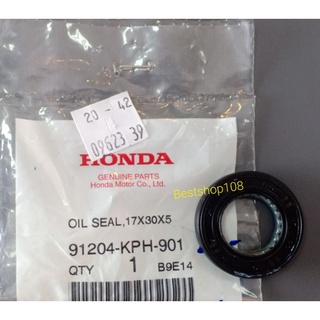 20 - 42
09623 39
HONDA
GENUINE PARTS
Honda Motor Co., Ltd.
Bestshop108
OIL SEAL,17X30X5
91204-KPH-901
QTY 1 B9E14